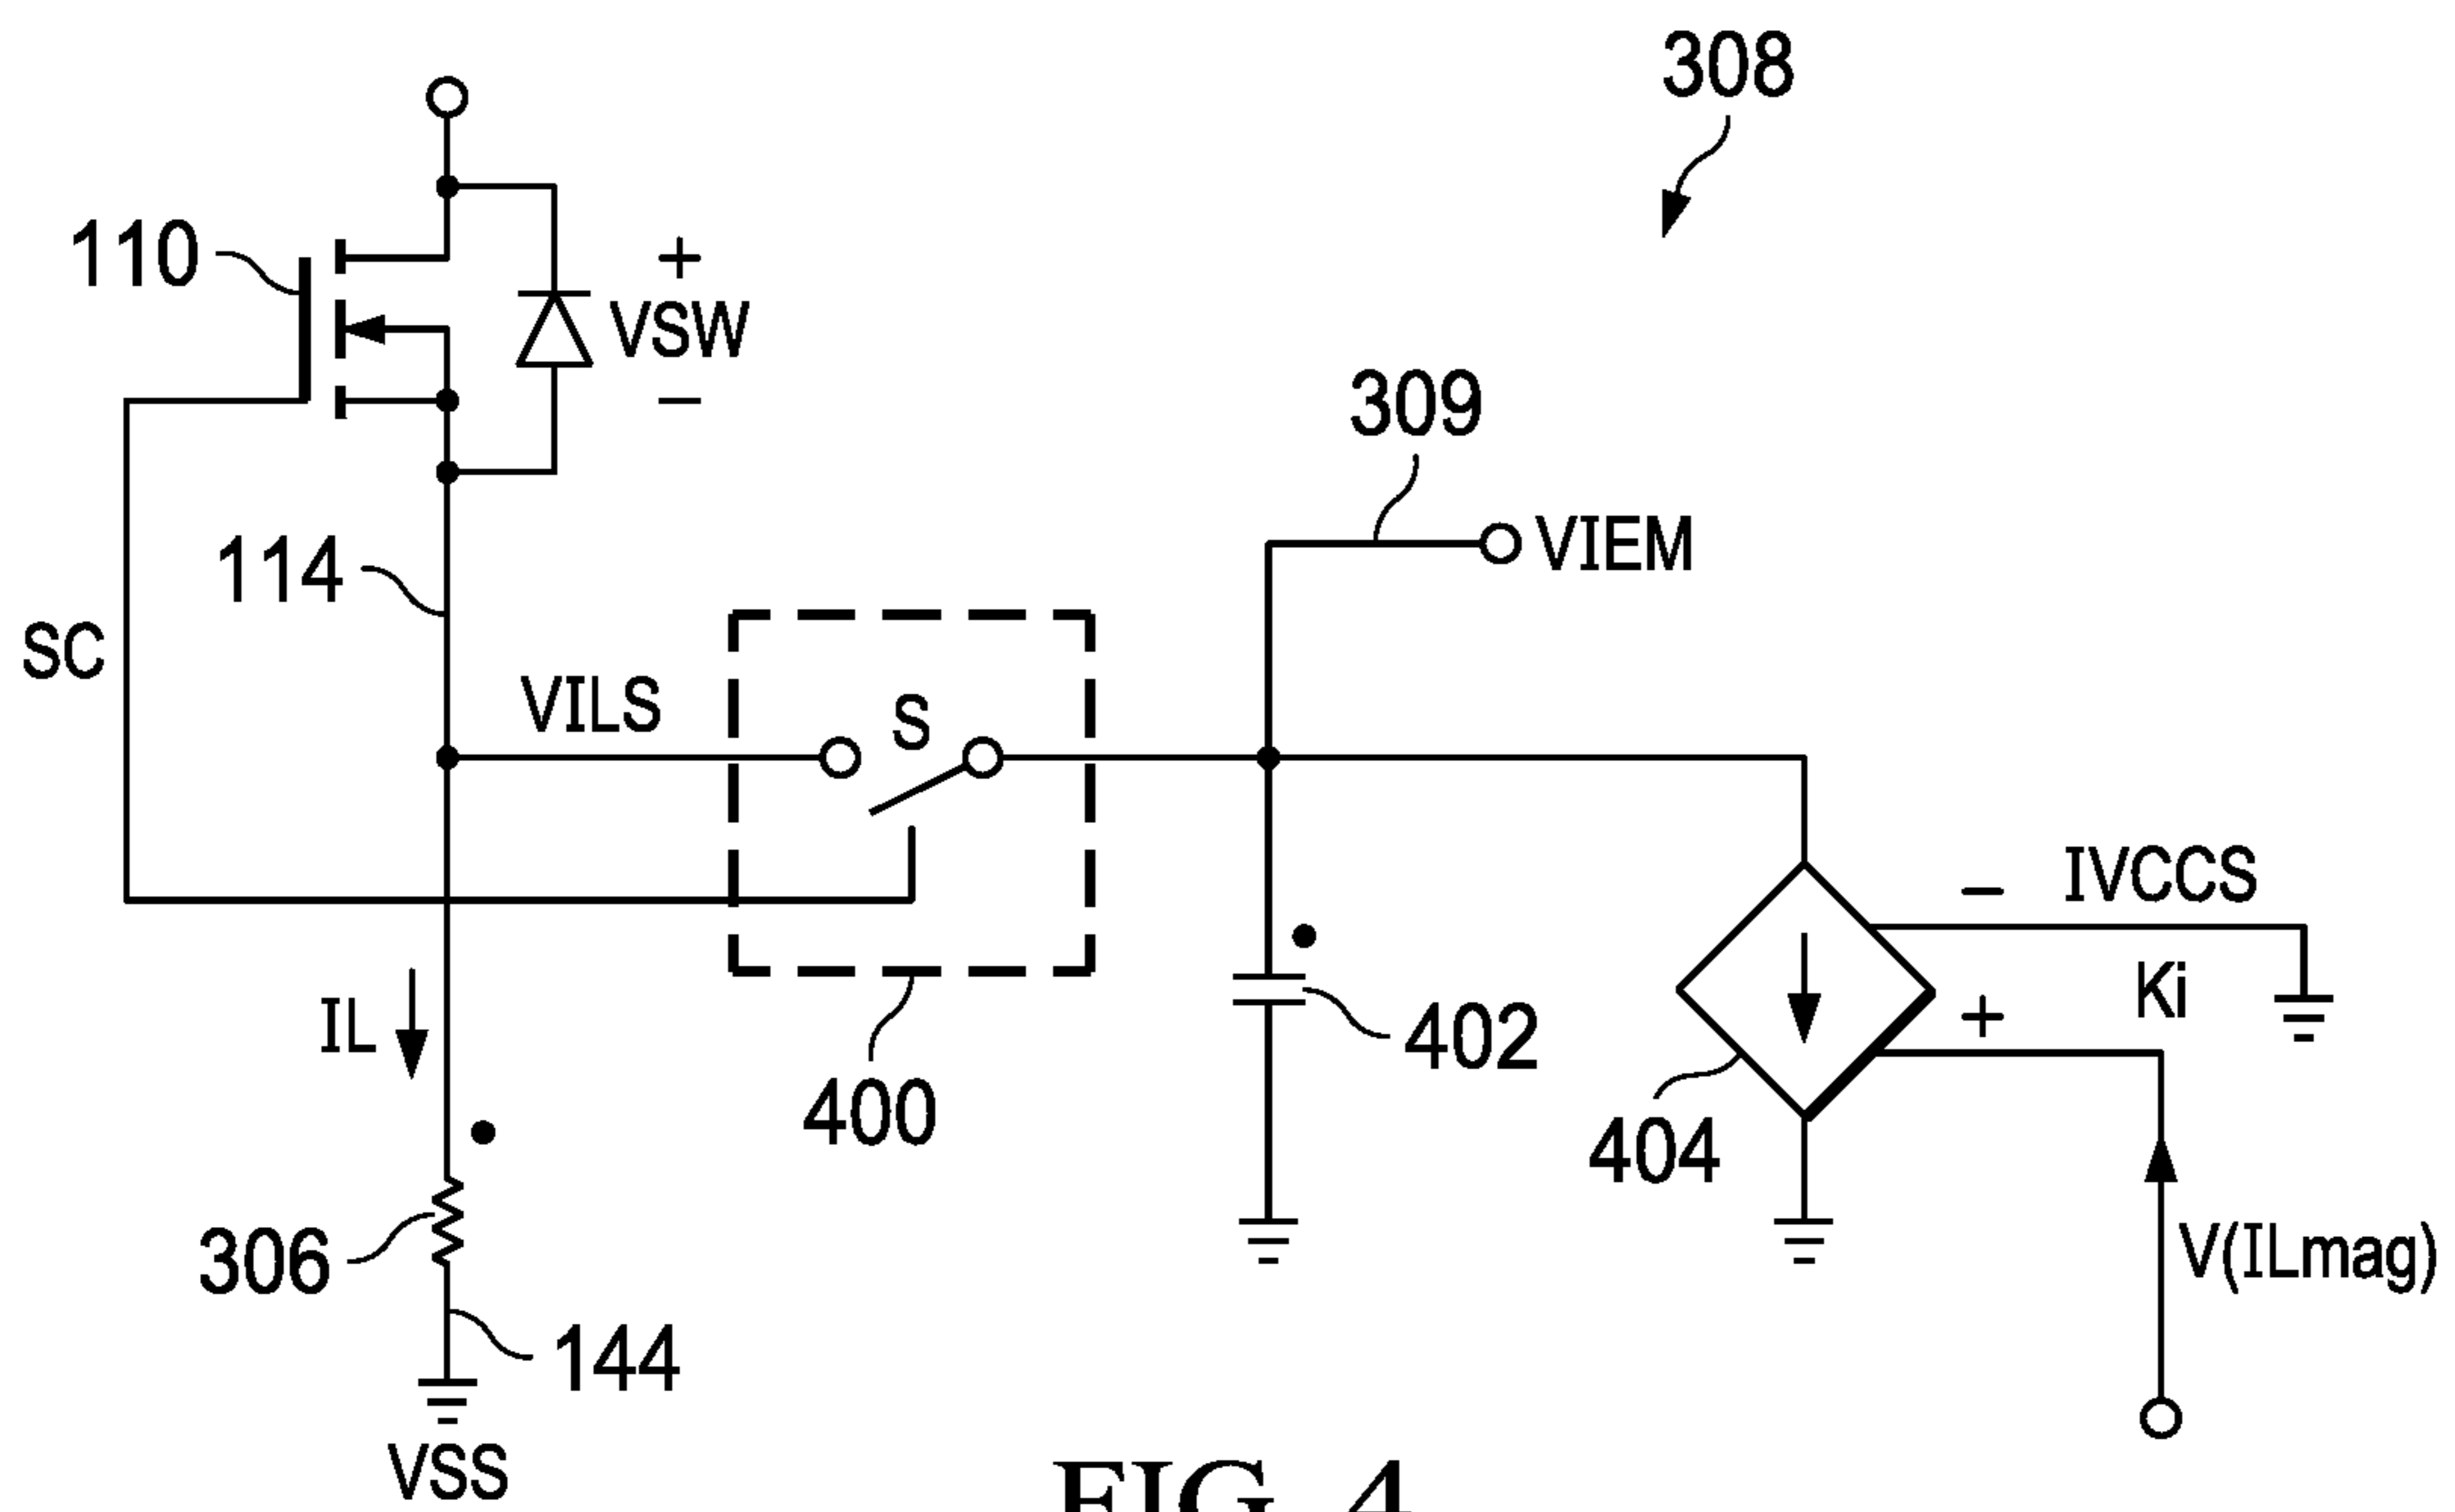 308
110
+
VSW
−
309
VIEM
114
SC
VILS
S
− IVCCS
Ki
+
IL
402
400
404
306
V(ILmag)
144
VSS
FIG. 4